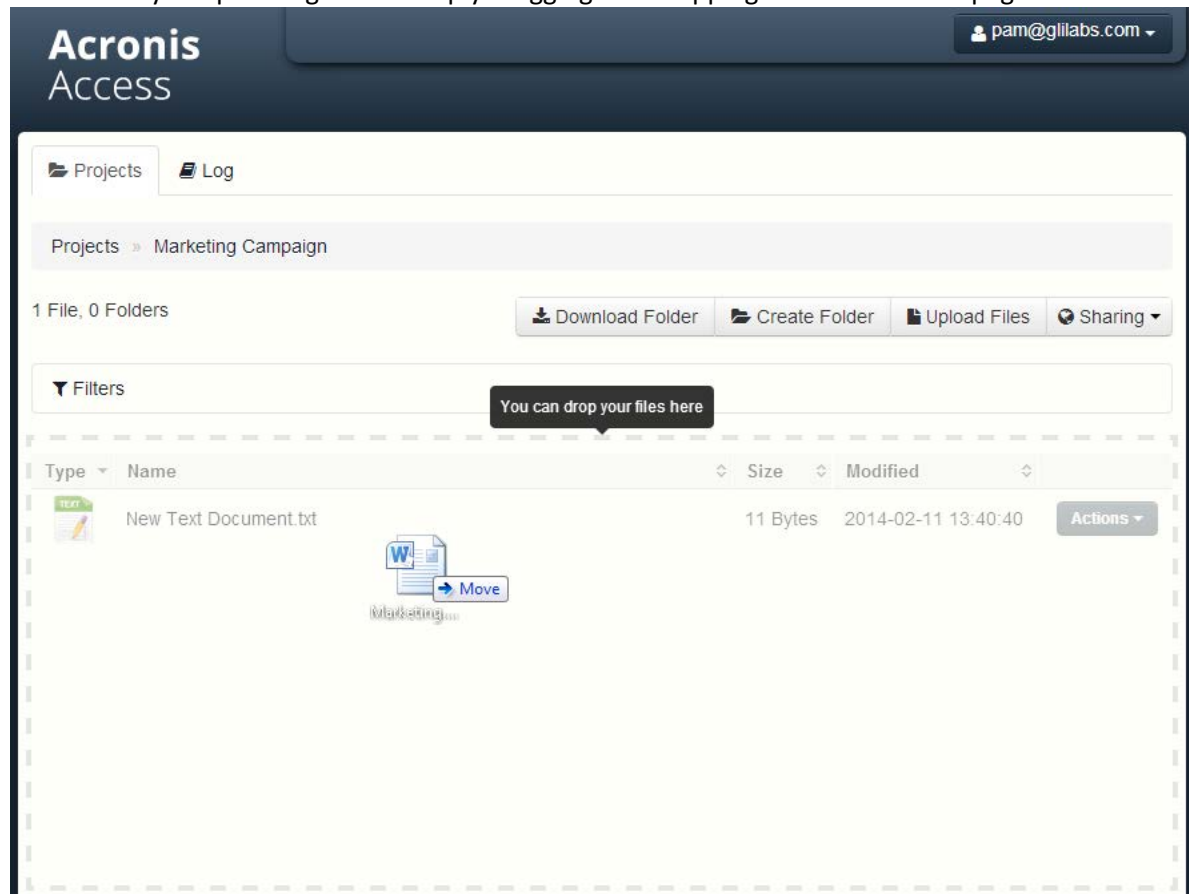 Acronis
Access
pam@glilabs.com
Projects Log
Projects » Marketing Campaign
1 File, 0 Folders
Download Folder Create Folder Upload Files Sharing
Filters
You can drop your files here
Type Name Size Modified
TEXT
New Text Document.txt 11 Bytes 2014-02-11 13:40:40 Actions
W
Move
Marketing....